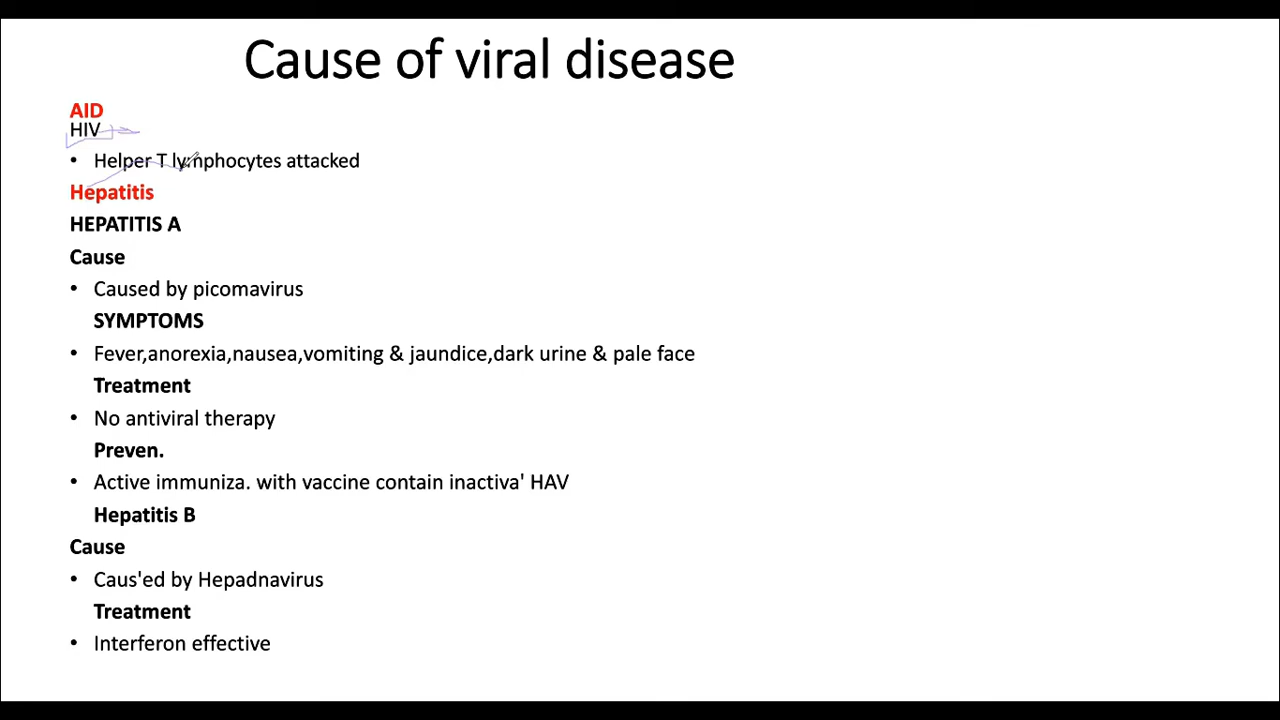 Cause of viral disease
AID
HIV
• Helper T lymphocytes attacked
Hepatitis
HEPATITIS A
Cause
• Caused by picomavirus
SYMPTOMS
• Fever,anorexia,nausea,vomiting & jaundice,dark urine & pale face
Treatment
• No antiviral therapy
Preven.
• Active immuniza. with vaccine contain inactiva' HAV
Hepatitis B
Cause
• Caus'ed by Hepadnavirus
Treatment
• Interferon effective